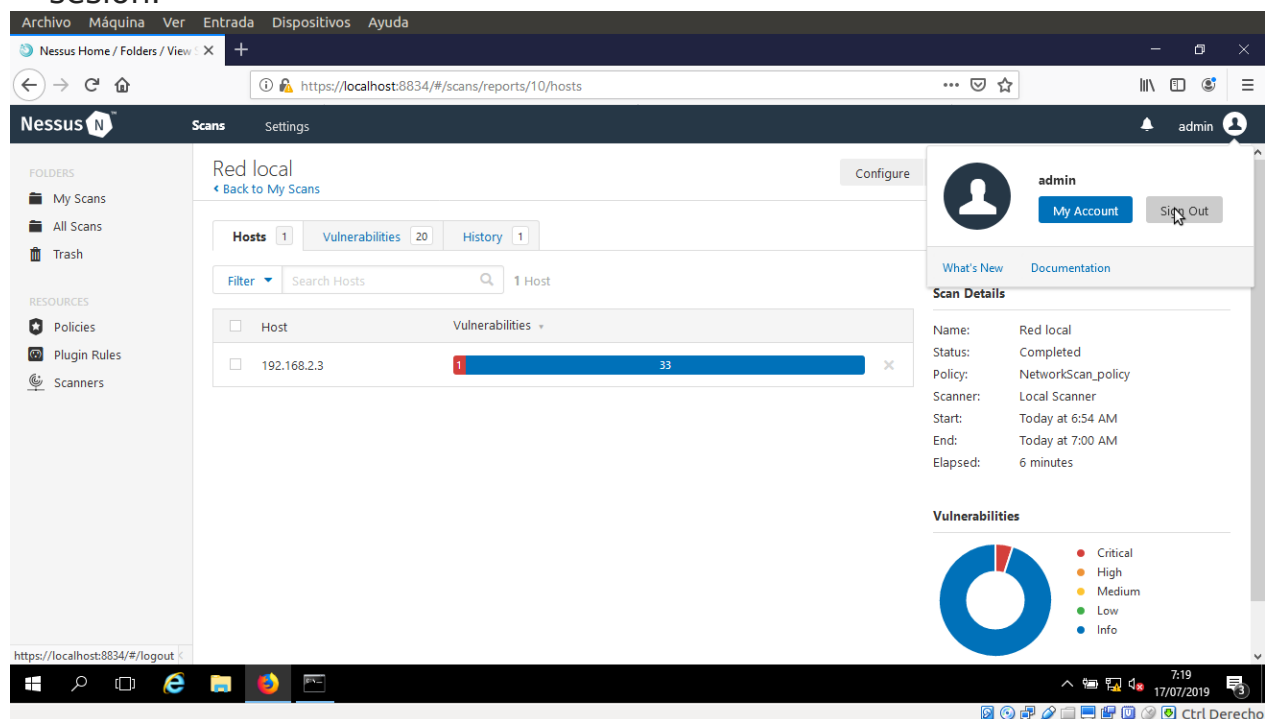 sesión.
Archivo Máquina Ver Entrada Dispositivos Ayuda
Nessus Home / Folders / View S
https://localhost:8834/#/scans/reports/10/hosts
Nessus N Scans Settings admin
FOLDERS
My Scans
All Scans
Trash
RESOURCES
Policies
Plugin Rules
Scanners
Red local
Back to My Scans
Configure
Hosts 1 Vulnerabilities 20 History 1
Filter Search Hosts 1 Host
Host Vulnerabilities
192.168.2.3 1 33
admin
My Account Sign Out
What's New Documentation
Scan Details
Name: Red local
Status: Completed
Policy: NetworkScan_policy
Scanner: Local Scanner
Start: Today at 6:54 AM
End: Today at 7:00 AM
Elapsed: 6 minutes
Vulnerabilities
Critical
High
Medium
Low
Info
https://localhost:8834/#/logout
7:19
17/07/2019
3
Ctrl Derecho